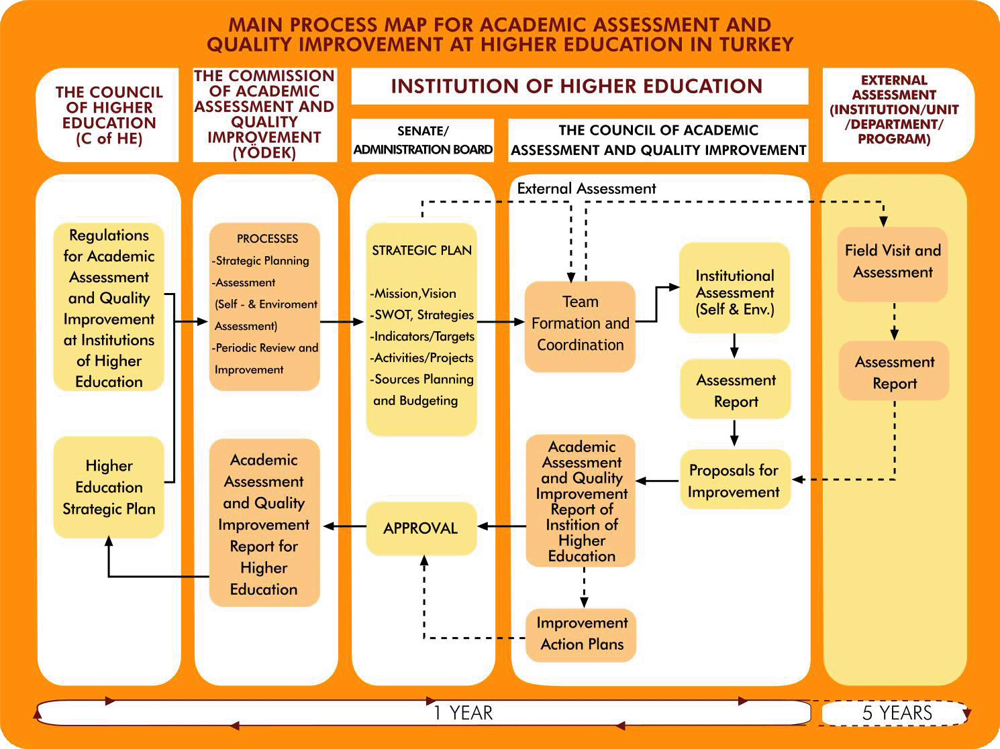 MAIN PROCESS MAP FOR ACADEMIC ASSESSMENT AND
QUALITY IMPROVEMENT AT HIGHER EDUCATION IN TURKEY
THE COUNCIL
OF HIGHER
EDUCATION
(C of HE)
THE COMMISSION
OF ACADEMIC
ASSESSMENT AND
QUALITY
IMPROVEMENT
(YÖDEK)
INSTITUTION OF HIGHER EDUCATION
SENATE/
ADMINISTRATION BOARD
THE COUNCIL OF ACADEMIC
ASSESSMENT AND QUALITY IMPROVEMENT
EXTERNAL
ASSESSMENT
(INSTITUTION/UNIT
/DEPARTMENT/
PROGRAM)
Regulations
for Academic
Assessment
and Quality
Improvement
at Institutions
of Higher
Education
Higher
Education
Strategic Plan
PROCESSES
-Strategic Planning
-Assessment
(Self - & Enviroment
Assessment)
-Periodic Review and
Improvement
Academic
Assessment
and Quality
Improvement
Report for
Higher
Education
STRATEGIC PLAN
-Mission,Vision
-SWOT, Strategies
-Indicators/Targets
-Activities/Projects
-Sources Planning
and Budgeting
APPROVAL
External Assessment
Team
Formation and
Coordination
Institutional
Assessment
(Self & Env.)
Assessment
Report
Proposals for
Improvement
Academic
Assessment
and Quality
Improvement
Report of
Instition of
Higher
Education
Improvement
Action Plans
Field Visit and
Assessment
Assessment
Report
1 YEAR
5 YEARS